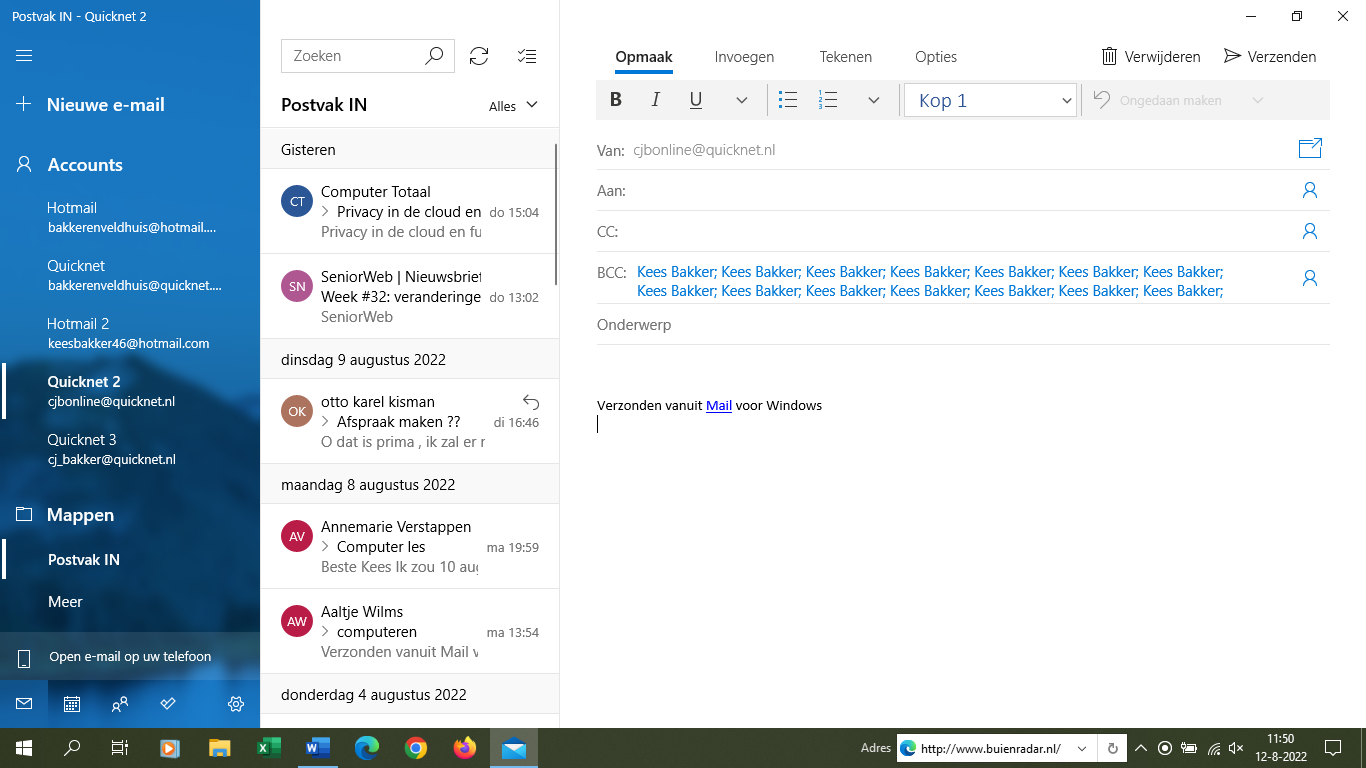 Postvak IN - Quicknet 2
Nieuwe e-mail
Accounts
Hotmail
bakkerenveldhuis@hotmail....
Quicknet
bakkerenveldhuis@quicknet....
Hotmail 2
keesbakker46@hotmail.com
Quicknet 2
cjbonline@quicknet.nl
Quicknet 3
cj_bakker@quicknet.nl
Mappen
Postvak IN
Meer
Open e-mail op uw telefoon
Zoeken
Postvak IN
Alles
Gisteren
CT
Computer Totaal
Privacy in de cloud en do 15:04
Privacy in de cloud en fu
SN
SeniorWeb | Nieuwsbrief
Week #32: veranderinge do 13:02
SeniorWeb
dinsdag 9 augustus 2022
OK
otto karel kisman
Afspraak maken ?? di 16:46
O dat is prima , ik zal er
maandag 8 augustus 2022
AV
Annemarie Verstappen
Computer les ma 19:59
Beste Kees Ik zou 10 aug
AW
Aaltje Wilms
computeren ma 13:54
Verzonden vanuit Mail v
donderdag 4 augustus 2022
Opmaak Invoegen Tekenen Opties Verwijderen Verzenden
B I U Kop 1 Ongedaan maken
Van: cjbonline@quicknet.nl
Aan:
CC:
BCC: Kees Bakker; Kees Bakker; Kees Bakker; Kees Bakker; Kees Bakker; Kees Bakker; Kees Bakker;
Kees Bakker; Kees Bakker; Kees Bakker; Kees Bakker; Kees Bakker; Kees Bakker; Kees Bakker;
Onderwerp
Verzonden vanuit Mail voor Windows
Adres http://www.buienradar.nl/
11:50
12-8-2022